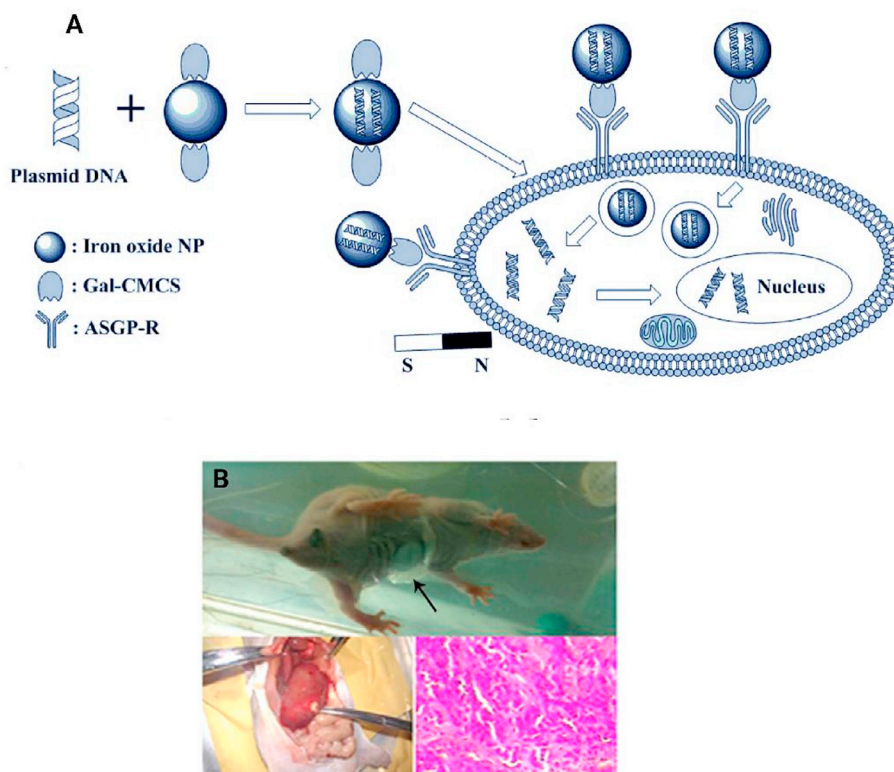 A
+
Plasmid DNA
: Iron oxide NP
: Gal-CMCS
: ASGP-R
S N
Nucleus
B